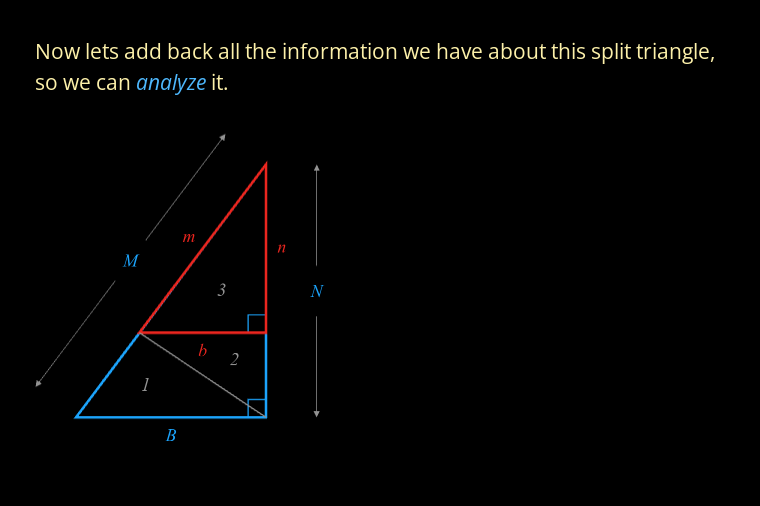 Now lets add back all the information we have about this split triangle,
so we can analyze it.
m
n
M
3
N
b
2
1
B